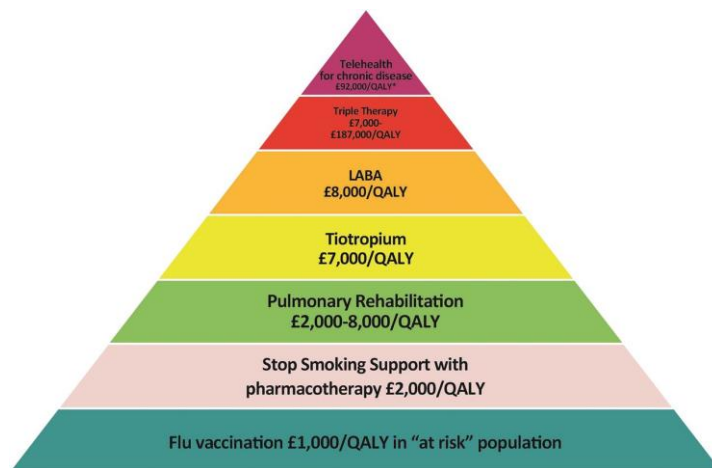 Telehealth
for chronic disease
£92,000/QALY*
Triple Therapy
£7,000-
£187,000/QALY
LABA
£8,000/QALY
Tiotropium
£7,000/QALY
Pulmonary Rehabilitation
£2,000-8,000/QALY
Stop Smoking Support with
pharmacotherapy £2,000/QALY
Flu vaccination £1,000/QALY in “at risk” population